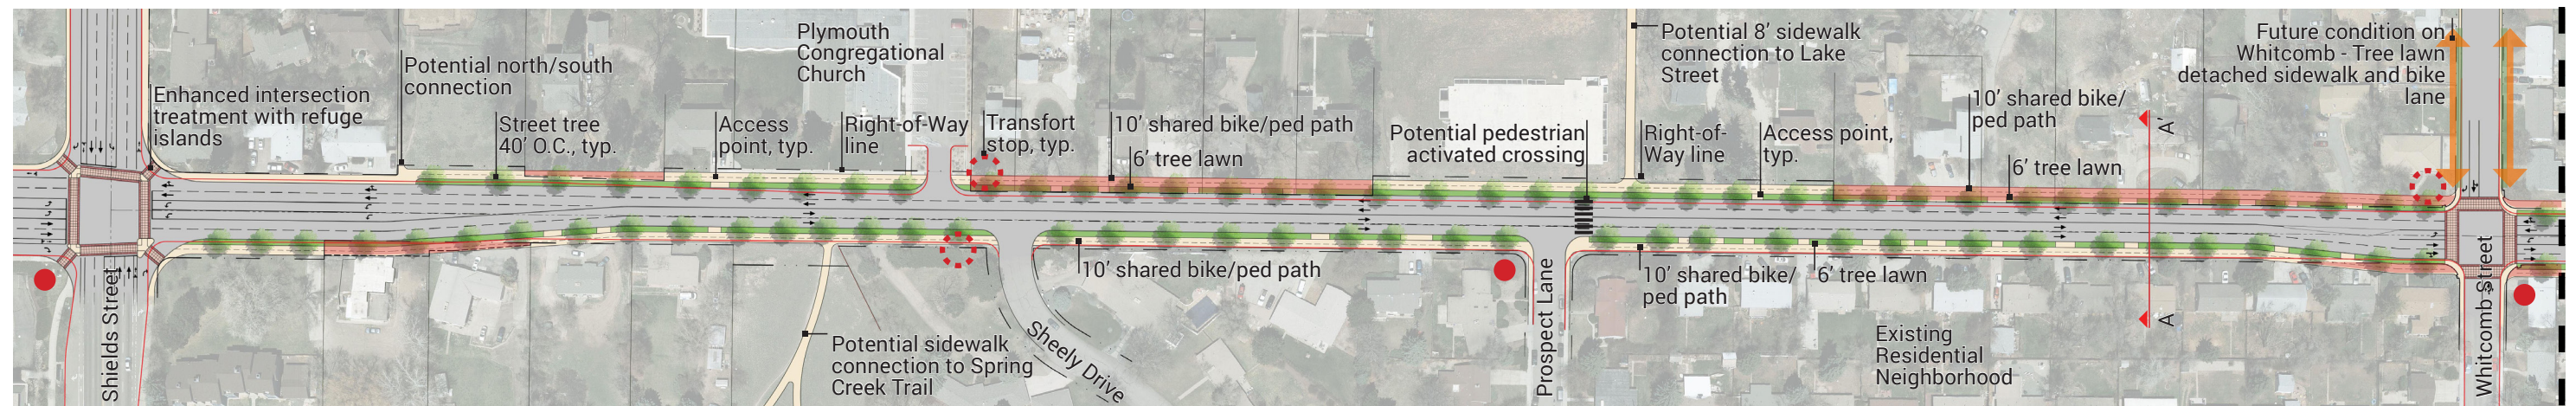 Enhanced intersection
treatment with refuge
islands
Potential north/south
connection
Street tree
40’ O.C., typ.
Access
point, typ.
Plymouth
Congregational
Church
Right-of-Way
line
Transfort
stop, typ.
10’ shared bike/ped path
6’ tree lawn
Potential pedestrian
activated crossing
Potential 8’ sidewalk
connection to Lake
Street
Right-of-
Way line
Access point,
typ.
10’ shared bike/
ped path
6’ tree lawn
A'
Future condition on
Whitcomb - Tree lawn
detached sidewalk and bike
lane
Shields Street
Potential sidewalk
connection to Spring
Creek Trail
Sheely Drive
10’ shared bike/ped path
Prospect Lane
10’ shared bike/
ped path
6’ tree lawn
Existing
Residential
Neighborhood
A
Whitcomb Street